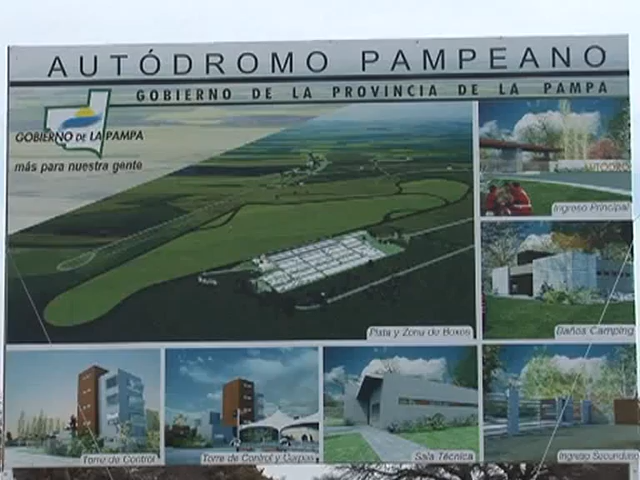 AUTÓDROMO PAMPEANO
GOBIERNO DE LA PROVINCIA DE LA PAMPA
GOBIERNO DE LA PAMPA
más para nuestra gente
AUTÓDRO
Ingreso Principal
Pista y Zona de Boxes
Baños Camping
Torre de Control
Torre de Control y Carpas
Sala Técnica
Ingreso Secundario